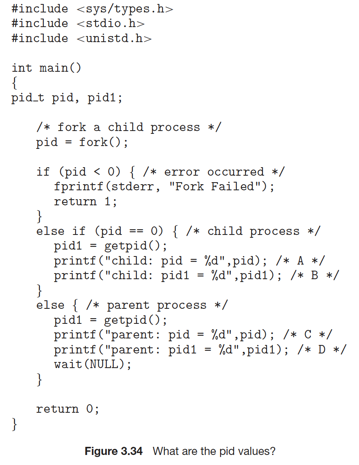 #include <sys/types.h>
#include <stdio.h>
#include <unistd.h>
int main()
{
pid_t pid, pid1;
/* fork a child process */
pid = fork();
if (pid < 0) { /* error occurred */
fprintf(stderr, "Fork Failed");
return 1;
}
else if (pid == 0) { /* child process */
pid1 = getpid();
printf("child: pid = %d",pid); /* A */
printf("child: pid1 = %d",pid1); /* B */
}
else { /* parent process */
pid1 = getpid();
printf("parent: pid = %d",pid); /* C */
printf("parent: pid1 = %d",pid1); /* D */
wait(NULL);
}
return 0;
}
Figure 3.34 What are the pid values?